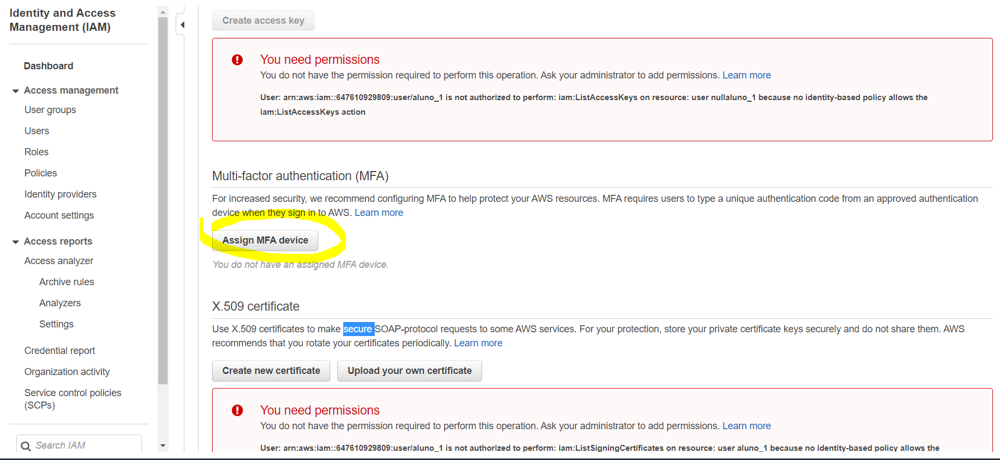 Identity and Access
Management (IAM)
Dashboard
Access management
User groups
Users
Roles
Policies
Identity providers
Account settings
Access reports
Access analyzer
Archive rules
Analyzers
Settings
Credential report
Organization activity
Service control policies
(SCPs)
Search IAM
Create access key
You need permissions
You do not have the permission required to perform this operation. Ask your administrator to add permissions. Learn more
User: arn:aws:iam::647610929809:user/aluno_1 is not authorized to perform: iam:ListAccessKeys on resource: user nullaluno_1 because no identity-based policy allows the
iam:ListAccessKeys action
Multi-factor authentication (MFA)
For increased security, we recommend configuring MFA to help protect your AWS resources. MFA requires users to type a unique authentication code from an approved authentication
device when they sign in to AWS. Learn more
Assign MFA device
You do not have an assigned MFA device.
X.509 certificate
Use X.509 certificates to make secure SOAP-protocol requests to some AWS services. For your protection, store your private certificate keys securely and do not share them. AWS
recommends that you rotate your certificates periodically. Learn more
Create new certificate
Upload your own certificate
You need permissions
You do not have the permission required to perform this operation. Ask your administrator to add permissions. Learn more
User: arn:aws:iam::647610929809:user/aluno_1 is not authorized to perform: iam:ListSigningCertificates on resource: user aluno_1 because no identity-based policy allows the